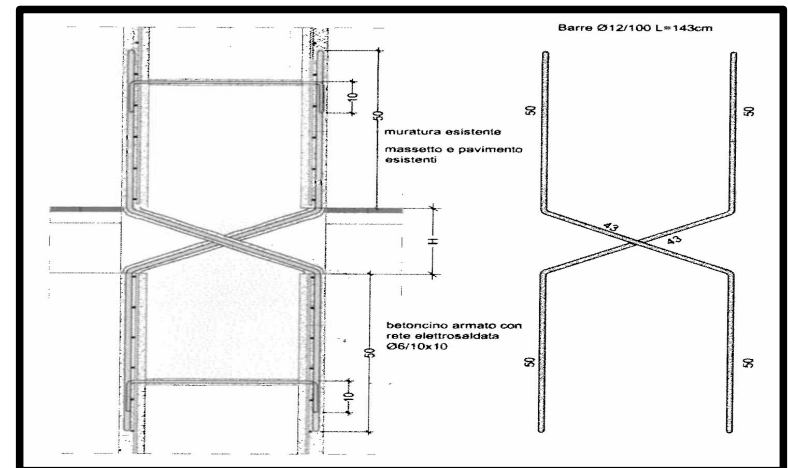 Barre Ø12/100 L=143cm
10
50
muratura esistente
massetto e pavimento
esistenti
H
betoncino armato con
rete elettrosaldata
Ø6/10x10
50
10
50
50
43
43
50
50